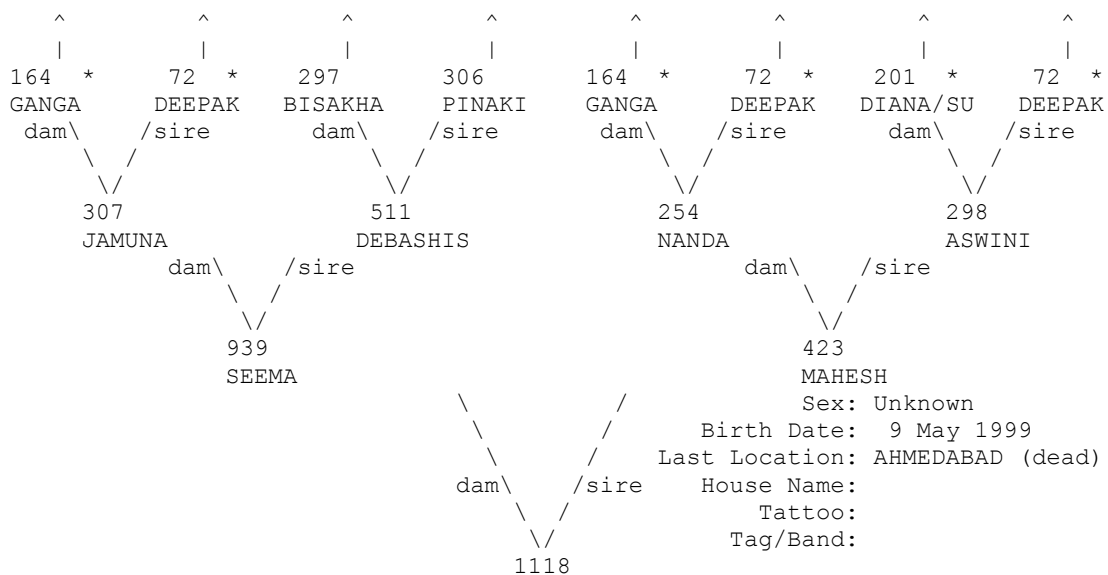 ^ ^ ^ ^ ^ ^ ^ ^
| | | | | | | |
164 * 72 * 297 306 164 * 72 * 201 * 72 *
GANGA DEEPAK BISAKHA PINAKI GANGA DEEPAK DIANA/SU DEEPAK
dam\ /sire dam\ /sire dam\ /sire dam\ /sire
\ / \ / \ / \ /
\/ \/ \/ \/
307 511 254 298
JAMUNA DEBASHIS NANDA ASWINI
dam\ /sire dam\ /sire
\ / \ /
\/ \/
939 423
SEEMA MAHESH
\ / Sex: Unknown
\ / Birth Date: 9 May 1999
\ / Last Location: AHMEDABAD (dead)
dam\ /sire House Name:
\ / Tattoo:
\/ Tag/Band:
1118